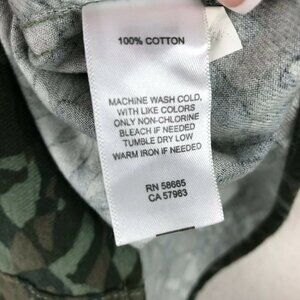 100% COTTON
MACHINE WASH COLD,
WITH LIKE COLORS
ONLY NON-CHLORINE
BLEACH IF NEEDED
TUMBLE DRY LOW
WARM IRON IF NEEDED
RN 58665
CA 57963